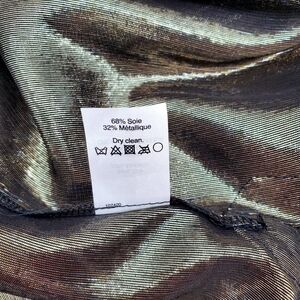 68% Soie
32% Métallique
Dry clean.